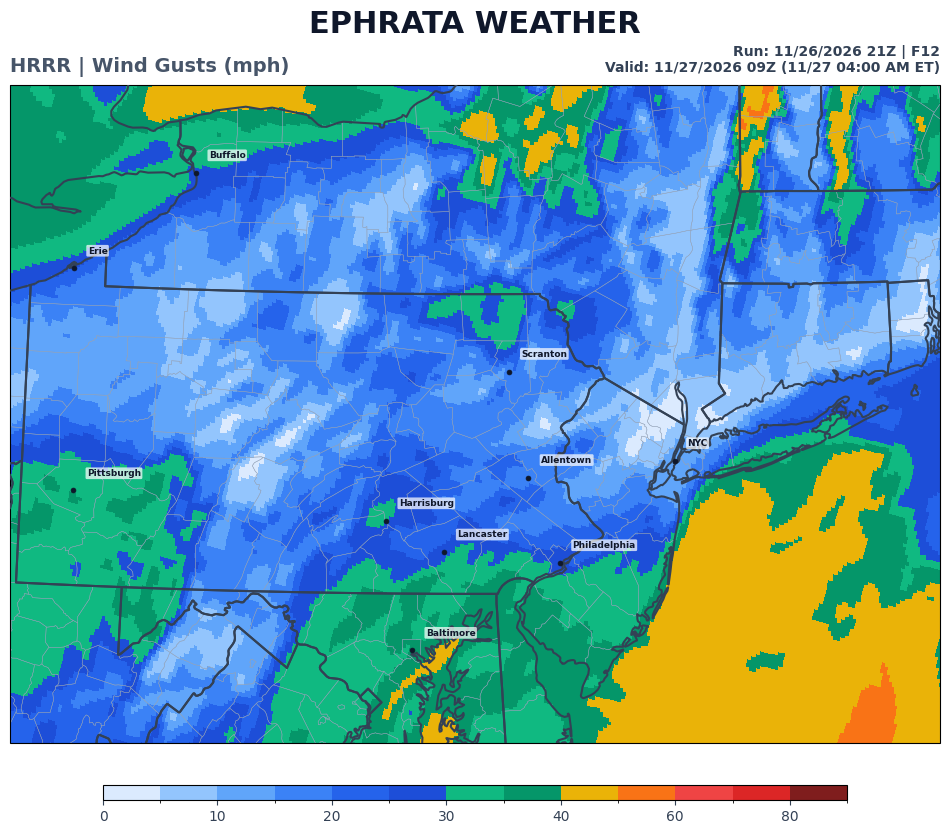 EPHRATA WEATHER
HRRR | Wind Gusts (mph)
Run: 11/26/2026 21Z | F12
Valid: 11/27/2026 09Z (11/27 04:00 AM ET)
Buffalo
Erie
Scranton
NYC
Allentown
Pittsburgh
Harrisburg
Lancaster
Philadelphia
Baltimore
0 10 20 30 40 50 60 70 80